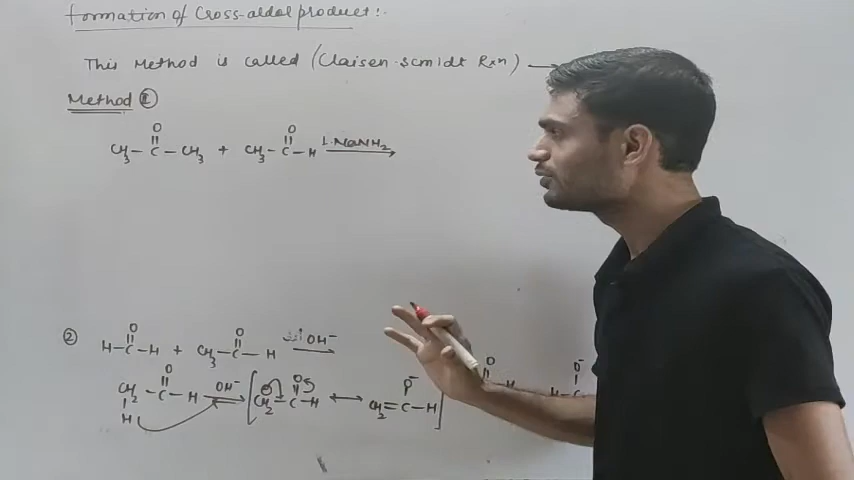 Formation of Cross-aldol product:-
This Method is called (Claisen-scmidt Rxn) →
Method ①
CH3-C(=O)-CH3 + CH3-C(=O)-H 1. NaNH2 →
② H-C(=O)-H + CH3-C(=O)-H OH⁻ →
CH2-C(=O)-H OH⁻ ⇌ [CH2=C(O)-H ↔ CH2=C(O⁻)-H]
H